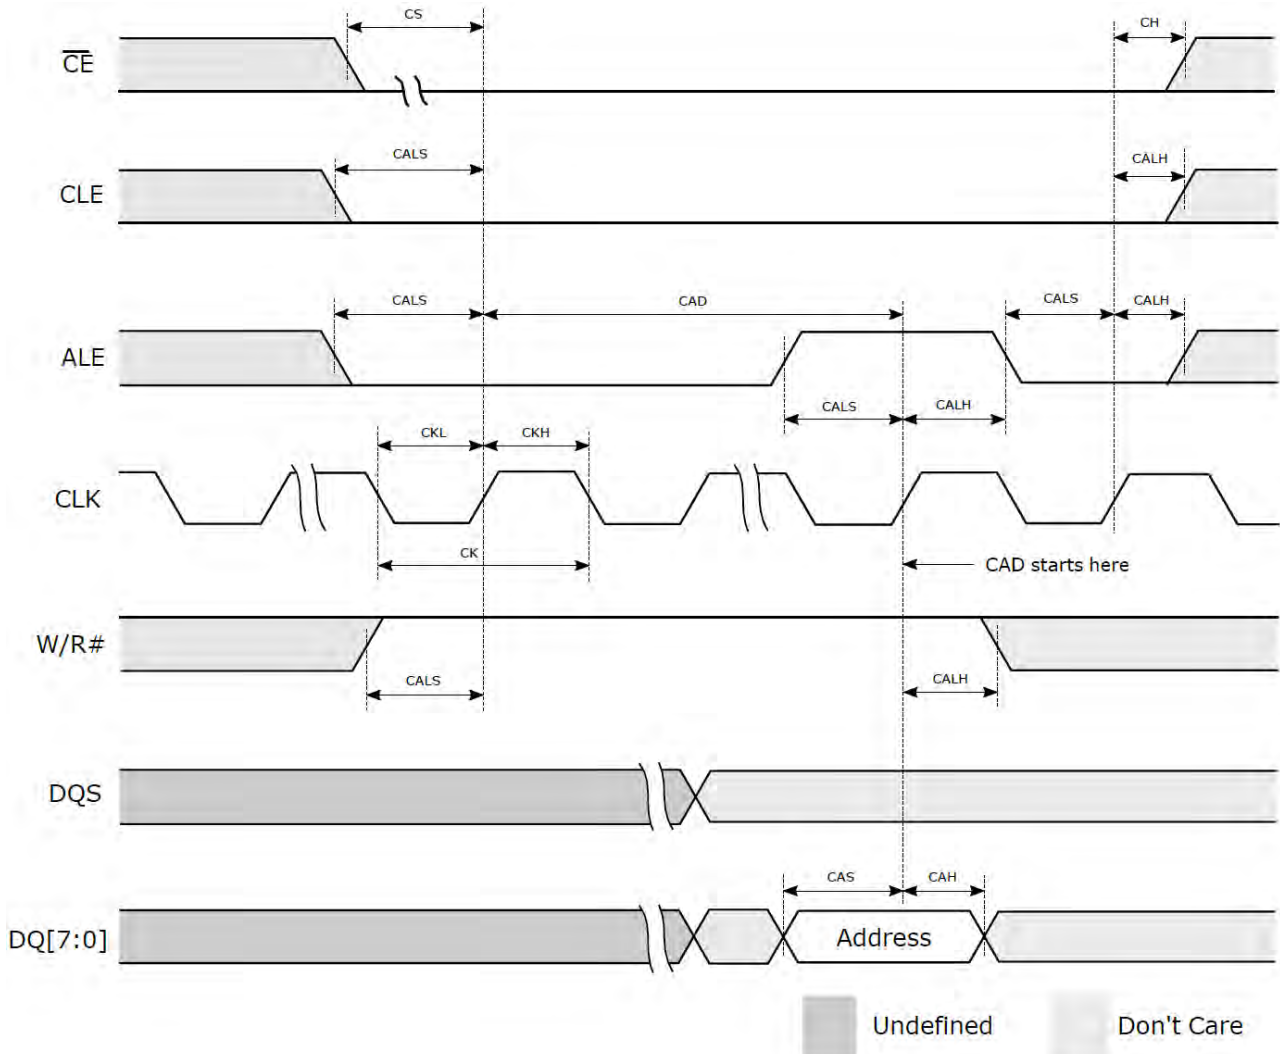 CS
CH
CE
CALS
CALH
CLE
CALS
CAD
CALS
CALH
ALE
CALS
CALH
CKL
CKH
CLK
CK
CAD starts here
W/R#
CALS
CALH
DQS
CAS
CAH
DQ[7:0]
Address
Undefined
Don't Care